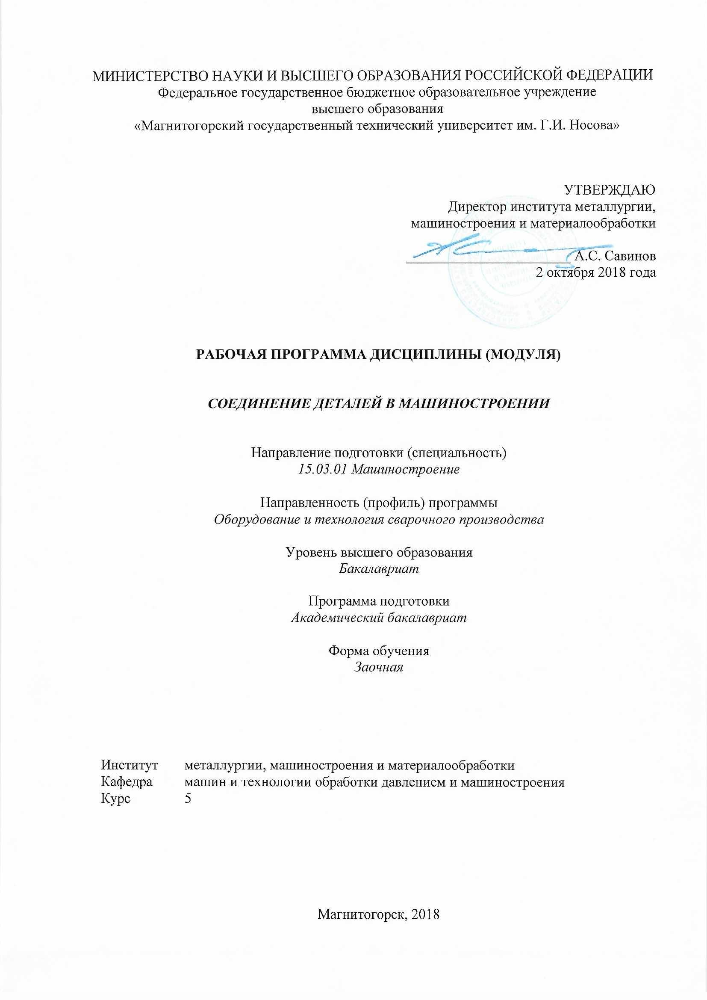 МИНИСТЕРСТВО НАУКИ И ВЫСШЕГО ОБРАЗОВАНИЯ РОССИЙСКОЙ ФЕДЕРАЦИИ
Федеральное государственное бюджетное образовательное учреждение
высшего образования
«Магнитогорский государственный технический университет им. Г.И. Носова»
УТВЕРЖДАЮ
Директор института металлургии,
машиностроения и материалообработки
А.С. Савинов
2 октября 2018 года
РАБОЧАЯ ПРОГРАММА ДИСЦИПЛИНЫ (МОДУЛЯ)
СОЕДИНЕНИЕ ДЕТАЛЕЙ В МАШИНОСТРОЕНИИ
Направление подготовки (специальность)
15.03.01 Машиностроение
Направленность (профиль) программы
Оборудование и технология сварочного производства
Уровень высшего образования
Бакалавриат
Программа подготовки
Академический бакалавриат
Форма обучения
Заочная
Институт металлургии, машиностроения и материалообработки
Кафедра машин и технологии обработки давлением и машиностроения
Курс 5
Магнитогорск, 2018